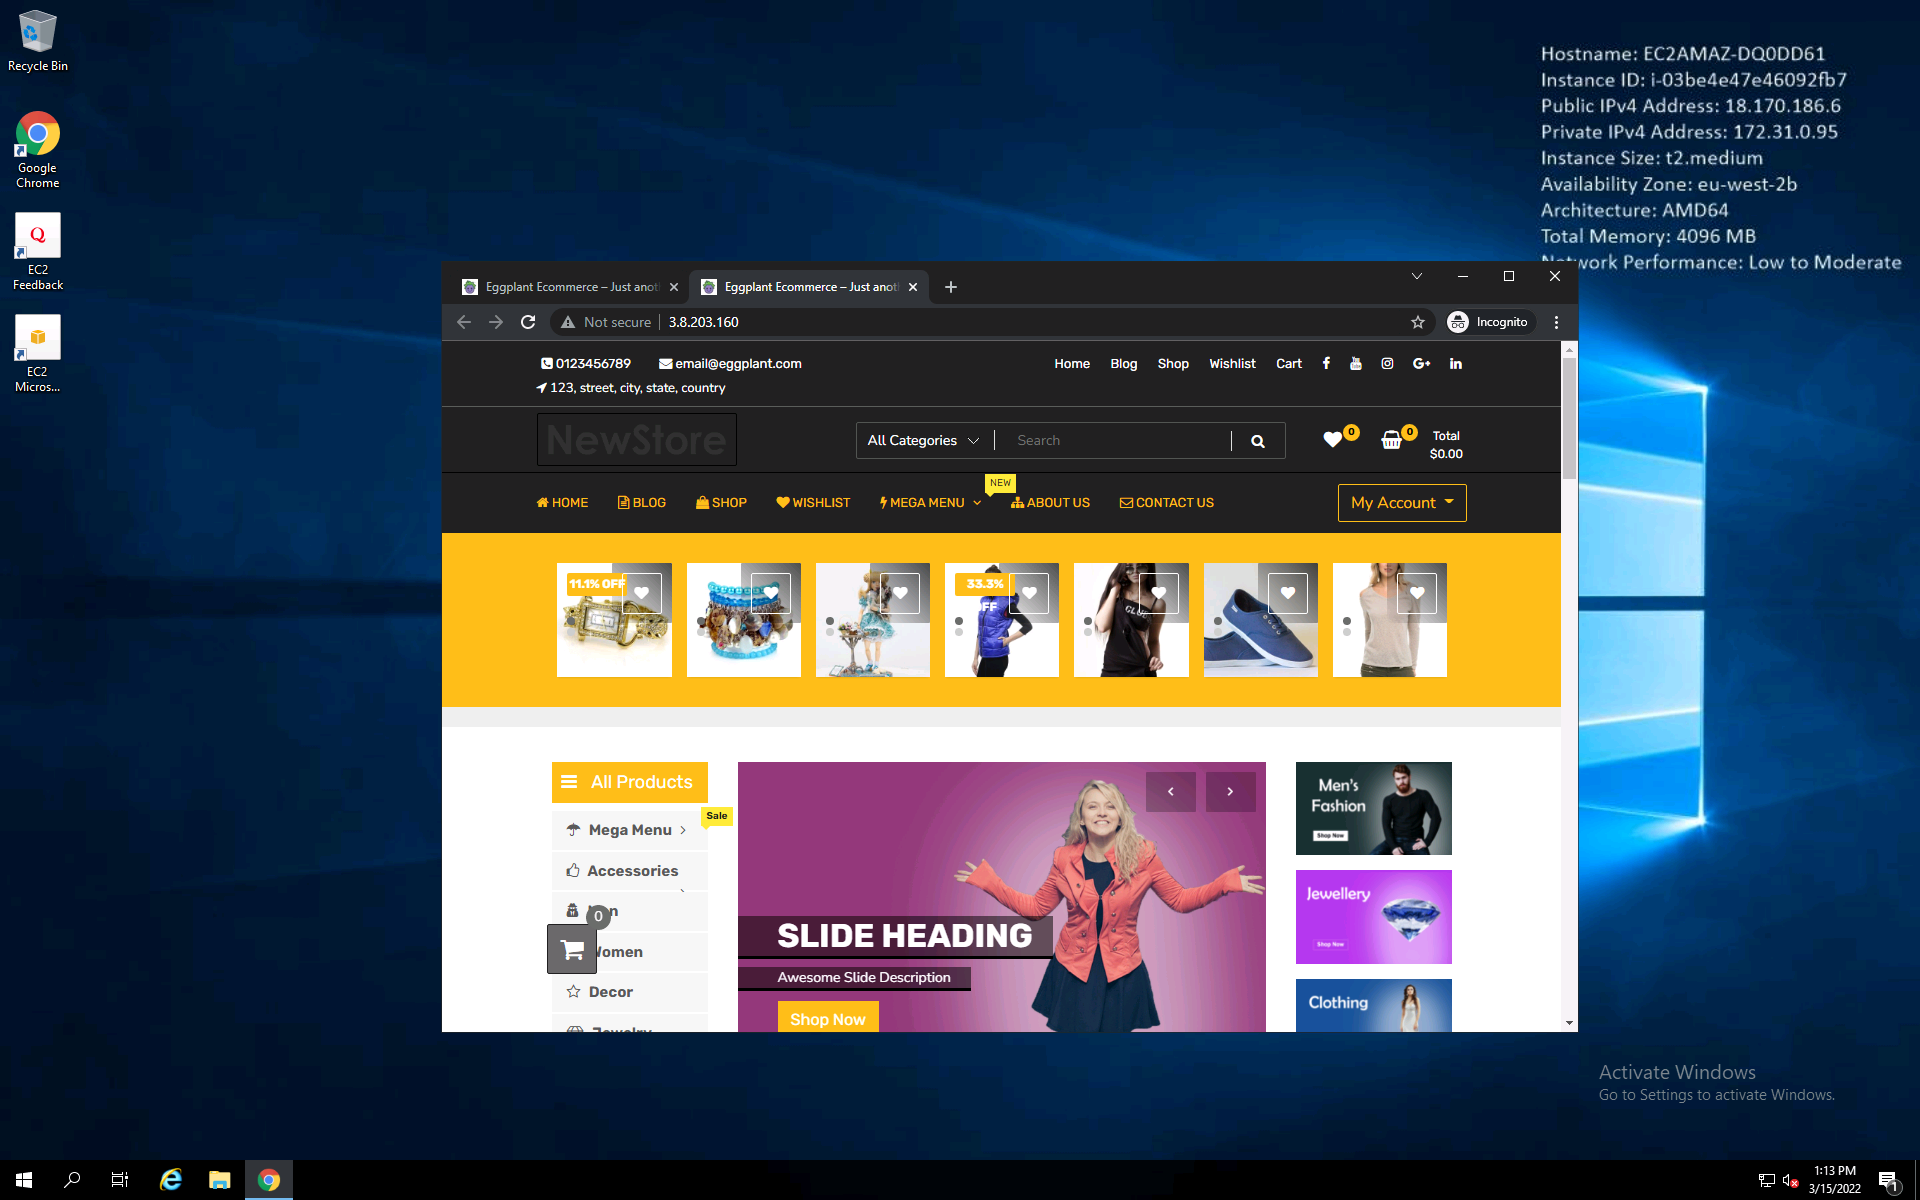 Recycle Bin
Google
Chrome
EC2
Feedback
EC2
Micros...
Hostname: EC2AMAZ-DQ0DD61
Instance ID: i-03be4e47e46092fb7
Public IPv4 Address: 18.170.186.6
Private IPv4 Address: 172.31.0.95
Instance Size: t2.medium
Availability Zone: eu-west-2b
Architecture: AMD64
Total Memory: 4096 MB
Network Performance: Low to Moderate
Eggplant Ecommerce – Just anoth
Eggplant Ecommerce – Just anoth
Not secure
3.8.203.160
Incognito
0123456789
email@eggplant.com
Home
Blog
Shop
Wishlist
Cart
123, street, city, state, country
NewStore
All Categories
Search
0
0
Total
$0.00
NEW
HOME
BLOG
SHOP
WISHLIST
MEGA MENU
ABOUT US
CONTACT US
My Account
11.1% OFF
33.3%
OFF
All Products
Sale
Mega Menu
Accessories
0
Women
Decor
Jewelry
SLIDE HEADING
Awesome Slide Description
Shop Now
Men's
Fashion
Shop Now
Jewellery
Shop Now
Clothing
Activate Windows
Go to Settings to activate Windows.
1:13 PM
3/15/2022
1